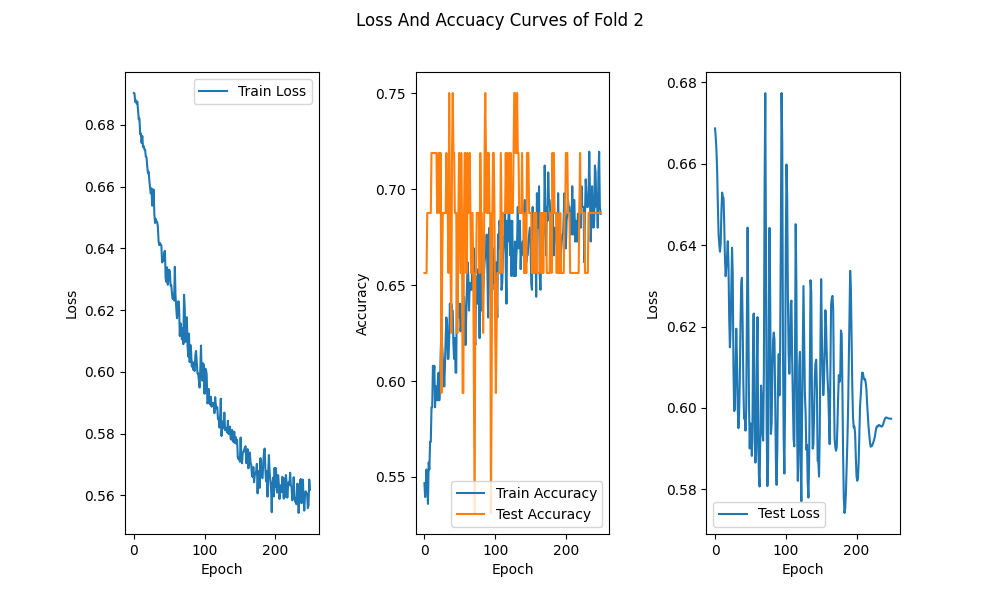 Loss And Accuacy Curves of Fold 2
Train Loss
0.68
0.66
0.64
0.62
0.60
0.58
0.56
Loss
0
100
200
Epoch
0.75
0.70
0.65
0.60
0.55
Accuracy
Train Accuracy
Test Accuracy
0
100
200
Epoch
0.68
0.66
0.64
0.62
0.60
0.58
Loss
Test Loss
0
100
200
Epoch